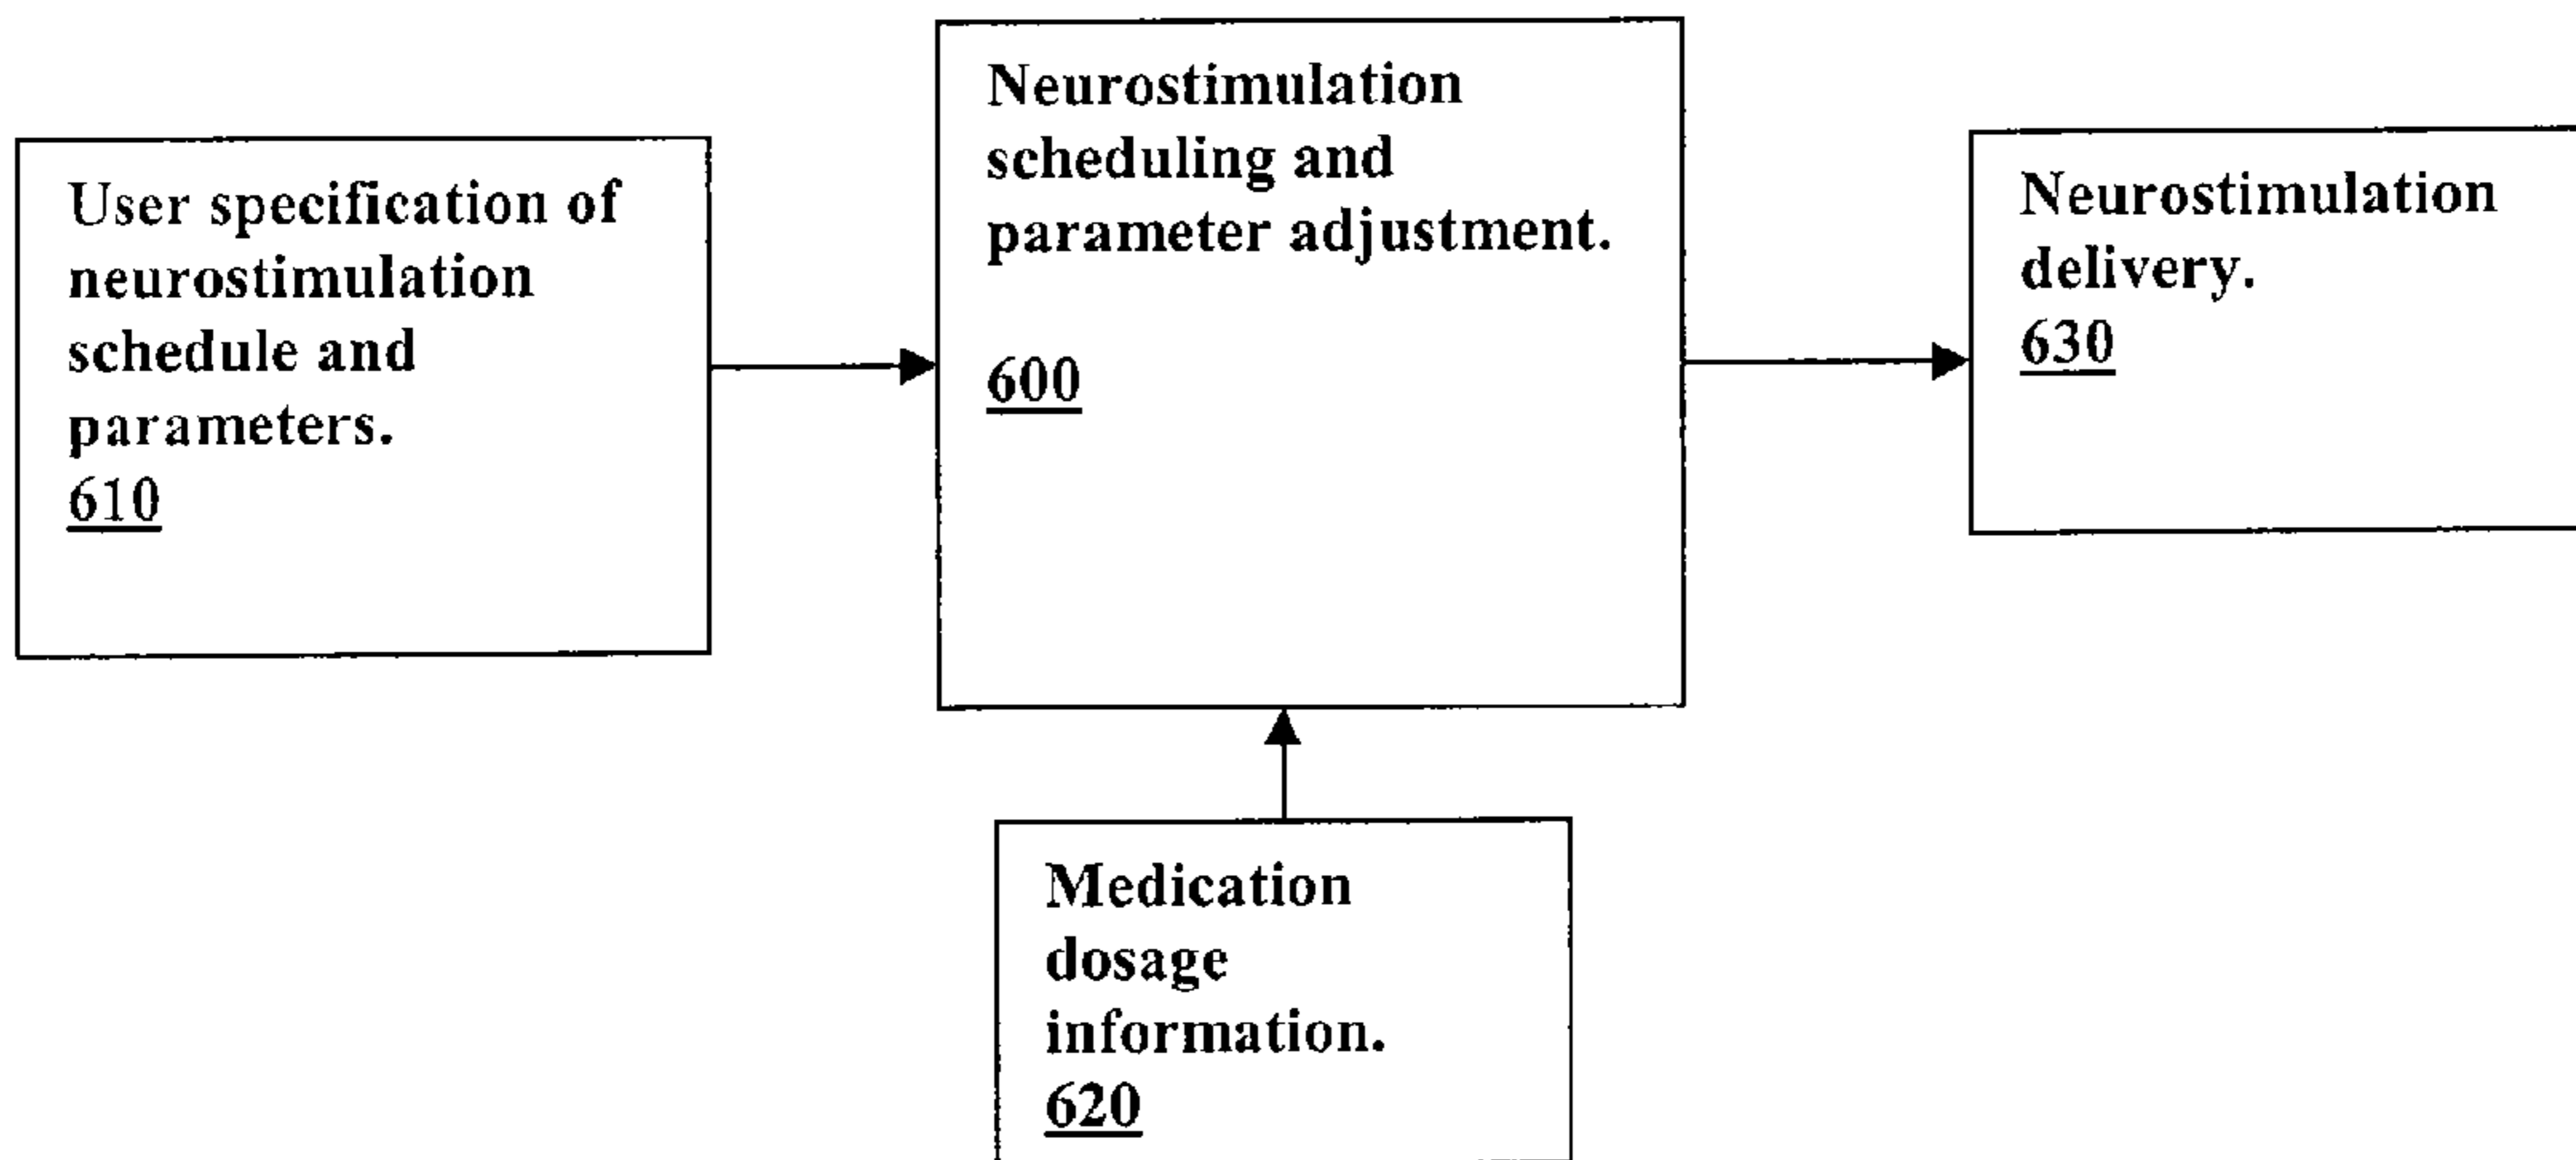 User specification of
neurostimulation
schedule and
parameters.
610
Neurostimulation
scheduling and
parameter adjustment.
600
Neurostimulation
delivery.
630
Medication
dosage
information.
620